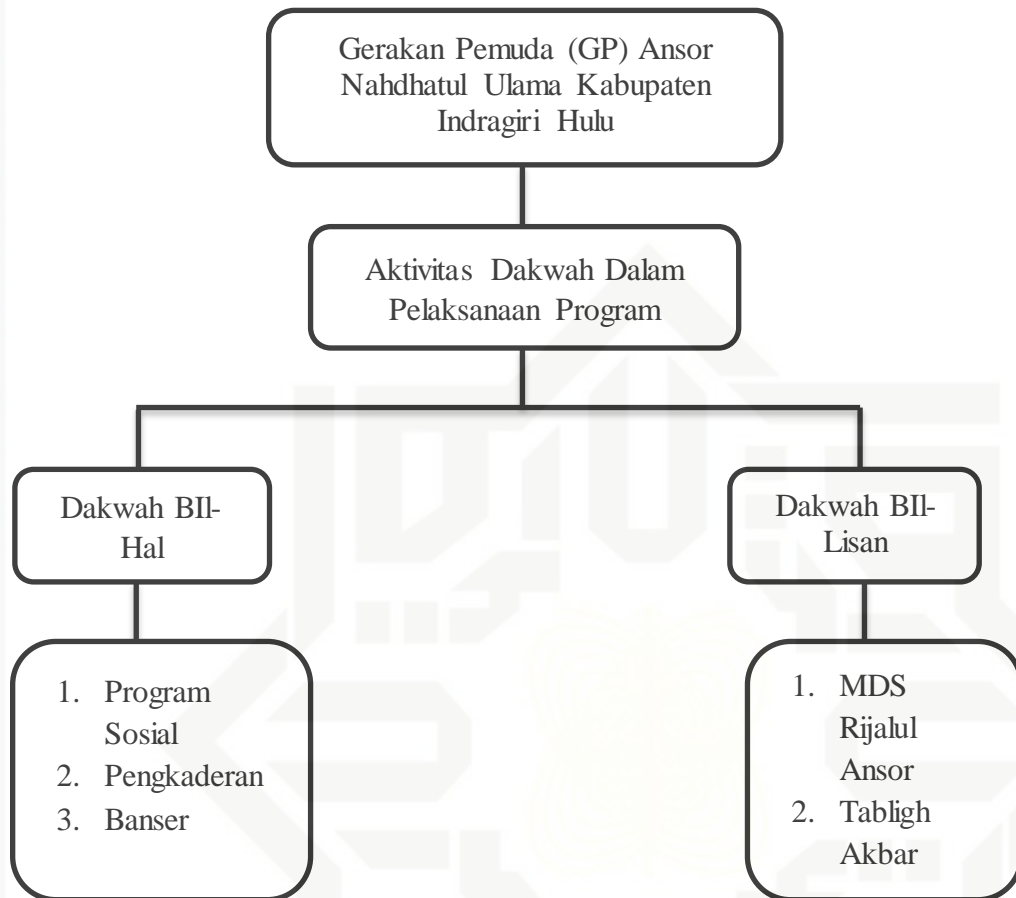 Gerakan Pemuda (GP) Ansor
Nahdhatul Ulama Kabupaten
Indragiri Hulu
Aktivitas Dakwah Dalam
Pelaksanaan Program
Dakwah BIl-
Hal
Dakwah BIl-
Lisan
1. Program
Sosial
2. Pengkaderan
3. Banser
1. MDS
Rijalul
Ansor
2. Tabligh
Akbar